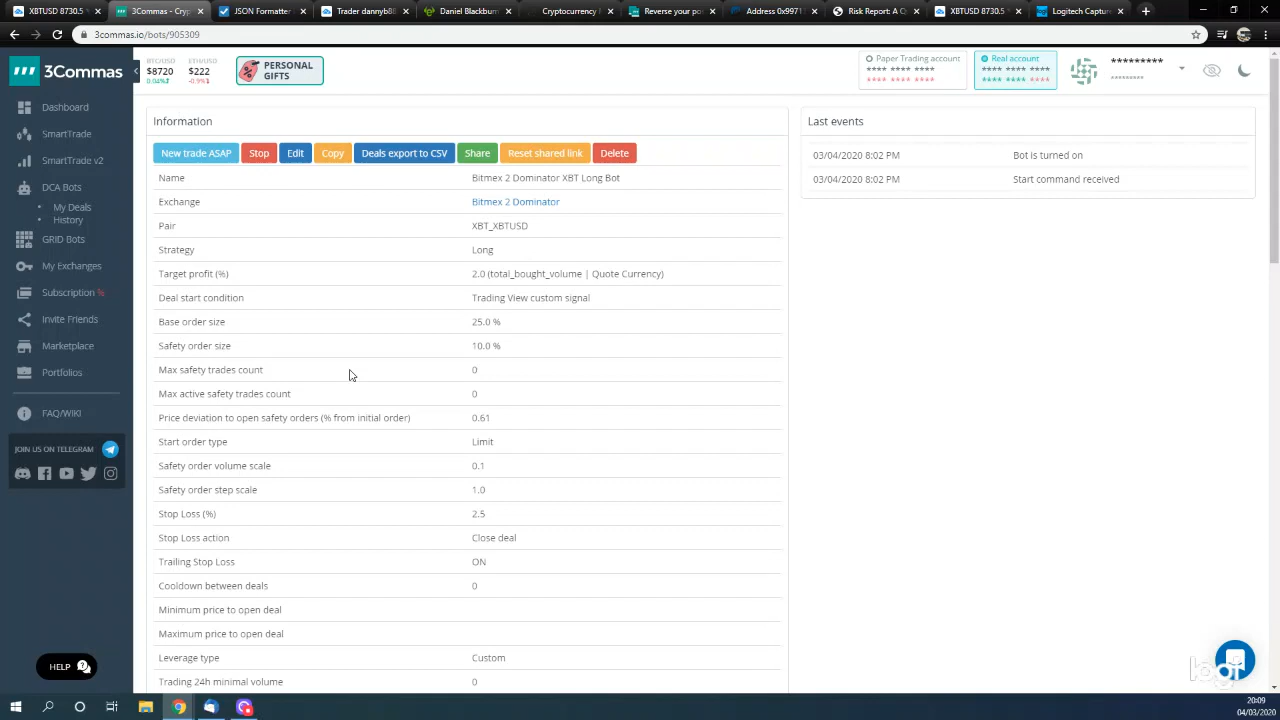 XBTUSD 8730.5
3Commas - Cryp
JSON Formatter
Trader danny8B
Daniel Blackburn
Cryptocurrency
Reverse your po
Address 0x9971
Risk Report: A Q
XBTUSD 8730.5
Logitech Captur
3commas.io/bots/905309
3Commas
BTC/USD
$8720
0.04%
ETH/USD
$222
-0.9%
PERSONAL
GIFTS
Paper Trading account
**** **** ****
**** **** ****
Real account
**** **** ****
**** **** ****
*********
*********
Dashboard
SmartTrade
SmartTrade v2
DCA Bots
My Deals
History
GRID Bots
My Exchanges
Subscription %
Invite Friends
Marketplace
Portfolios
FAQ/WIKI
JOIN US ON TELEGRAM
HELP
Information
New trade ASAP Stop Edit Copy Deals export to CSV Share Reset shared link Delete
Name Bitmex 2 Dominator XBT Long Bot
Exchange Bitmex 2 Dominator
Pair XBT_XBTUSD
Strategy Long
Target profit (%) 2.0 (total_bought_volume | Quote Currency)
Deal start condition Trading View custom signal
Base order size 25.0 %
Safety order size 10.0 %
Max safety trades count 0
Max active safety trades count 0
Price deviation to open safety orders (% from initial order) 0.61
Start order type Limit
Safety order volume scale 0.1
Safety order step scale 1.0
Stop Loss (%) 2.5
Stop Loss action Close deal
Trailing Stop Loss ON
Cooldown between deals 0
Minimum price to open deal
Maximum price to open deal
Leverage type Custom
Trading 24h minimal volume 0
Last events
03/04/2020 8:02 PM Bot is turned on
03/04/2020 8:02 PM Start command received
logi
20:09
04/03/2020